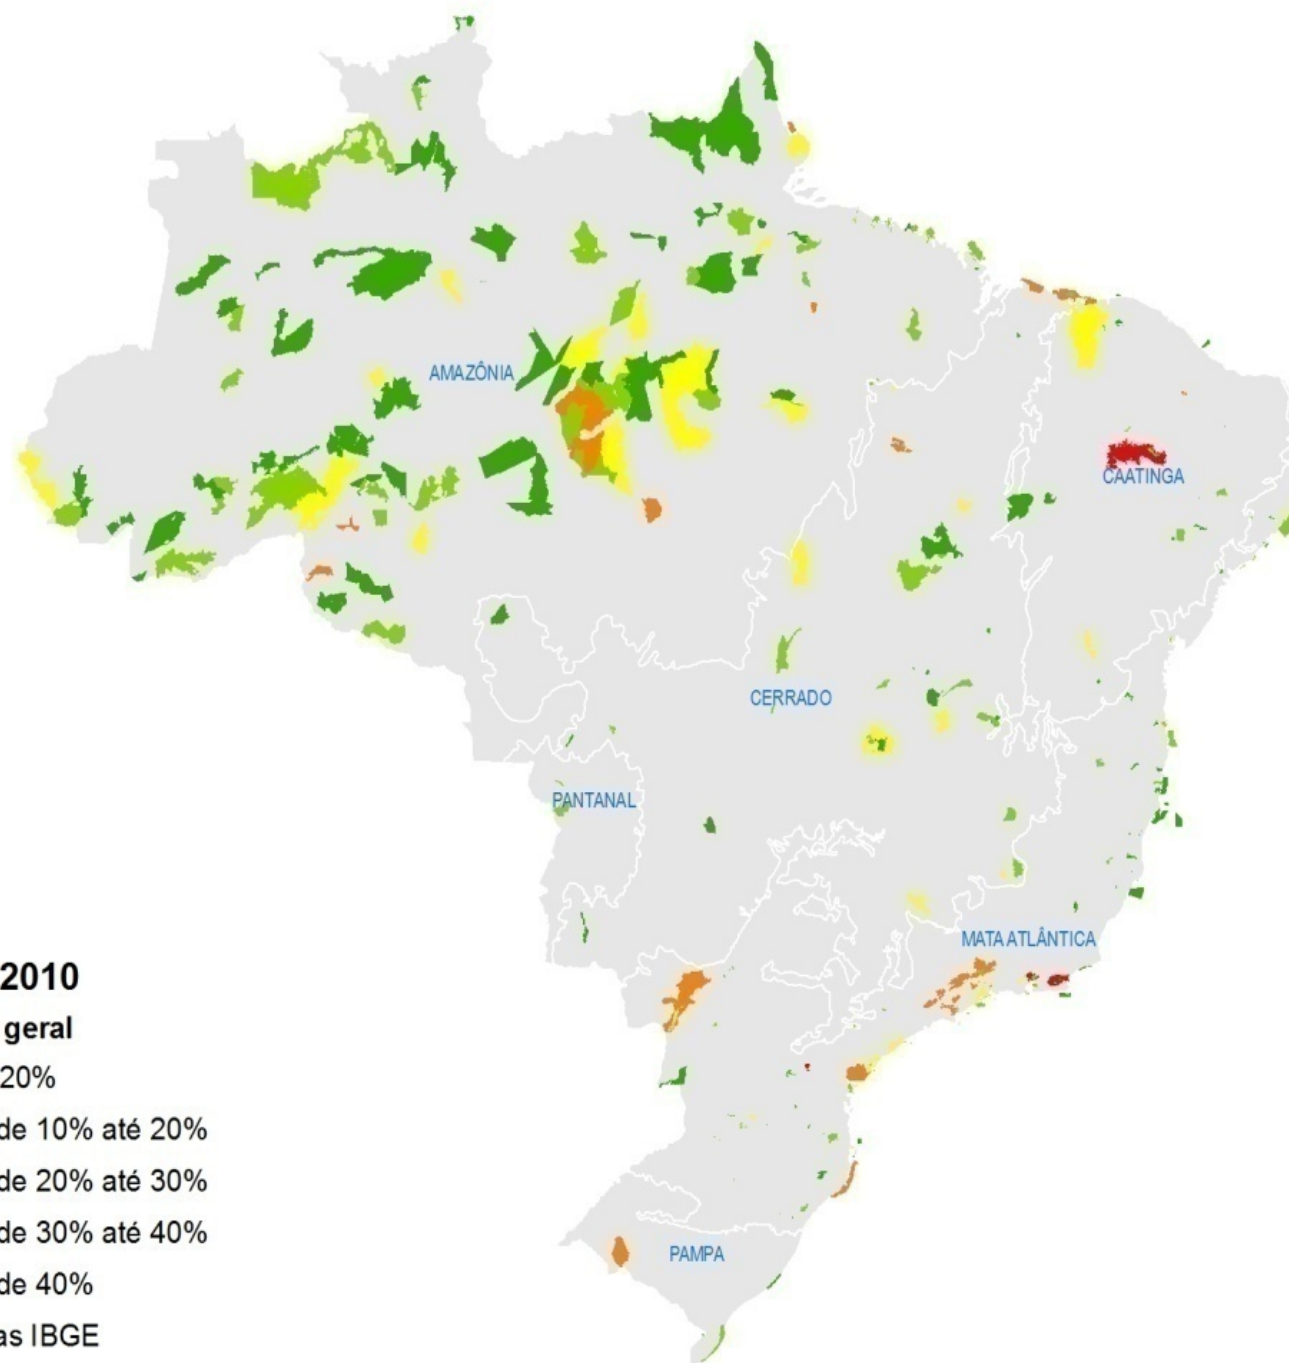 AMAZÔNIA
CAATINGA
CERRADO
PANTANAL
MATA ATLÂNTICA
PAMPA
2010
geral
20%
de 10% até 20%
de 20% até 30%
de 30% até 40%
de 40%
as IBGE